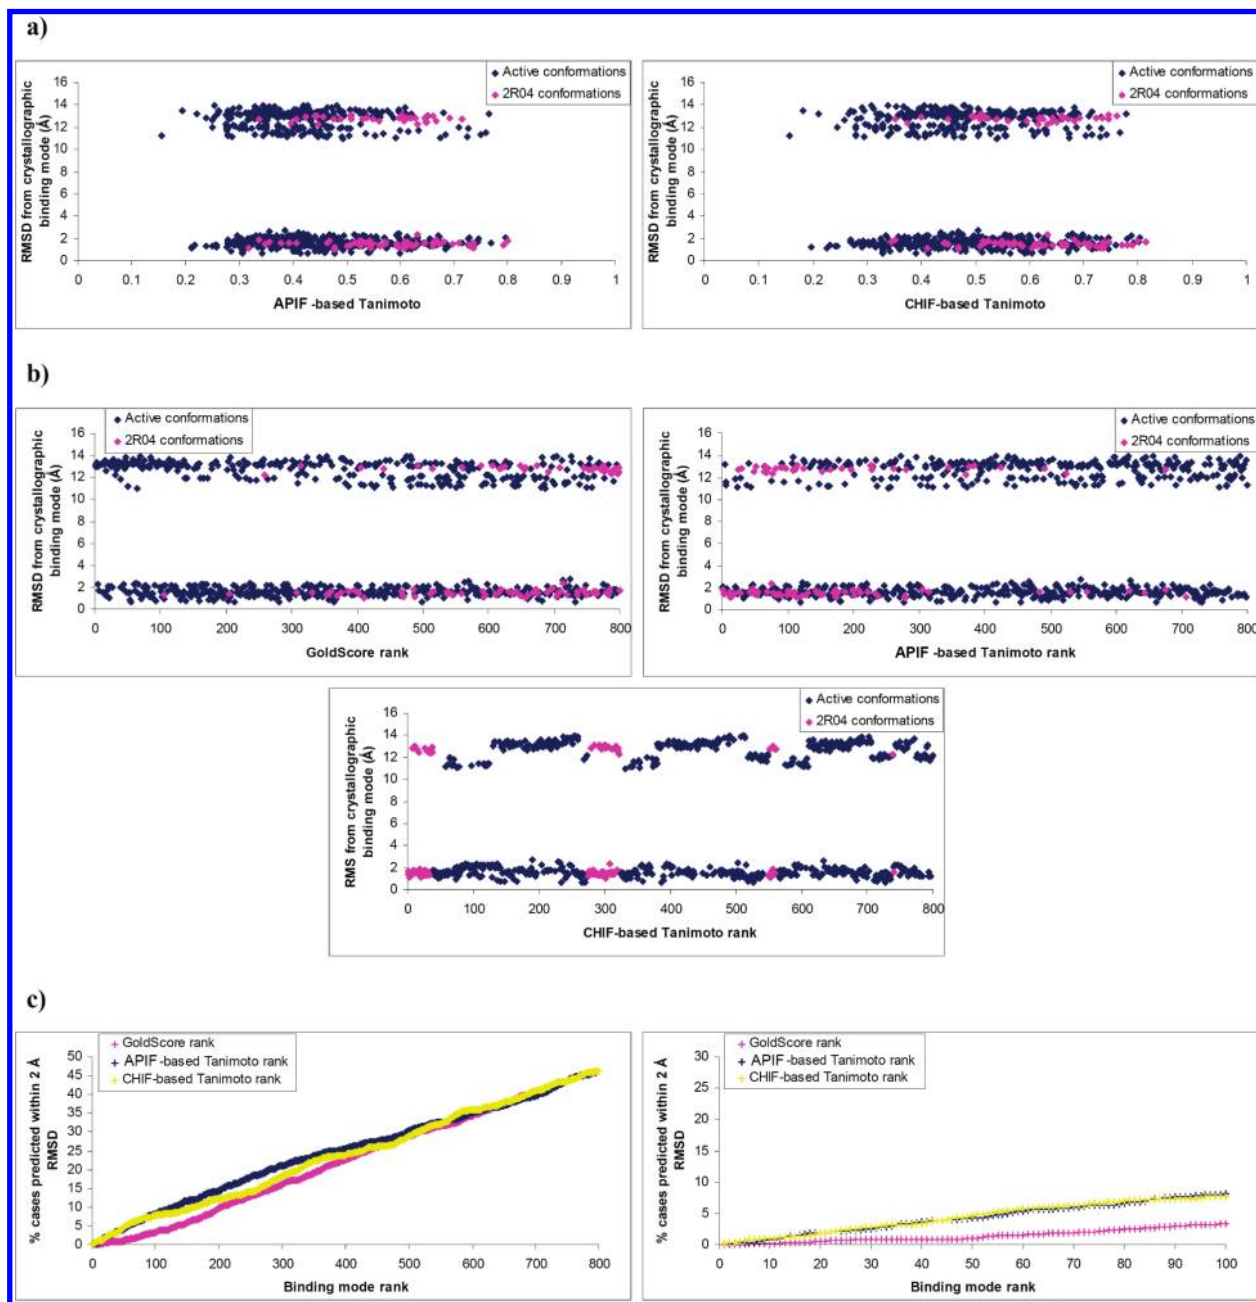 a)
Active conformations
2R04 conformations
RMSD from crystallographic
binding mode (Å)
16
14
12
10
8
6
4
2
0
0 0.1 0.2 0.3 0.4 0.5 0.6 0.7 0.8 0.9 1
APIF -based Tanimoto
Active conformations
2R04 conformations
RMSD from crystallographic
binding mode (Å)
16
14
12
10
8
6
4
2
0
0 0.1 0.2 0.3 0.4 0.5 0.6 0.7 0.8 0.9 1
CHIF-based Tanimoto
b)
Active conformations
2R04 conformations
RMSD from crystallographic
binding mode (Å)
16
14
12
10
8
6
4
2
0
0 100 200 300 400 500 600 700 800
GoldScore rank
Active conformations
2R04 conformations
RMSD from crystallographic
binding mode (Å)
16
14
12
10
8
6
4
2
0
0 100 200 300 400 500 600 700 800
APIF -based Tanimoto rank
Active conformations
2R04 conformations
RMS from crystallographic
binding mode (Å)
16
14
12
10
8
6
4
2
0
0 100 200 300 400 500 600 700 800
CHIF-based Tanimoto rank
c)
GoldScore rank
APIF -based Tanimoto rank
CHIF-based Tanimoto rank
% cases predicted within 2 Å
RMSD
50
45
40
35
30
25
20
15
10
5
0
0 100 200 300 400 500 600 700 800
Binding mode rank
GoldScore rank
APIF -based Tanimoto rank
CHIF-based Tanimoto rank
% cases predicted within 2 Å
RMSD
30
25
20
15
10
5
0
0 10 20 30 40 50 60 70 80 90 100
Binding mode rank